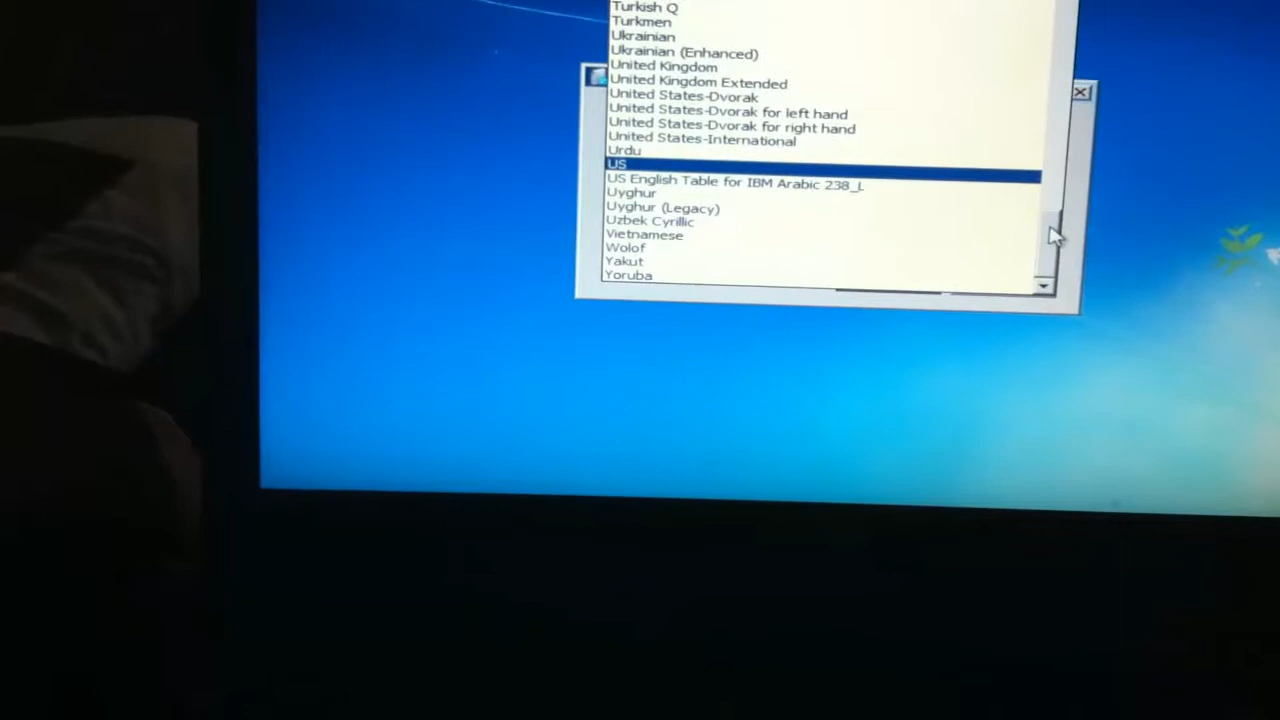 Turkish Q
Turkmen
Ukrainian
Ukrainian (Enhanced)
United Kingdom
United Kingdom Extended
United States-Dvorak
United States-Dvorak for left hand
United States-Dvorak for right hand
United States-International
Urdu
US
US English Table for IBM Arabic 238_L
Uyghur
Uyghur (Legacy)
Uzbek Cyrillic
Vietnamese
Wolof
Yakut
Yoruba